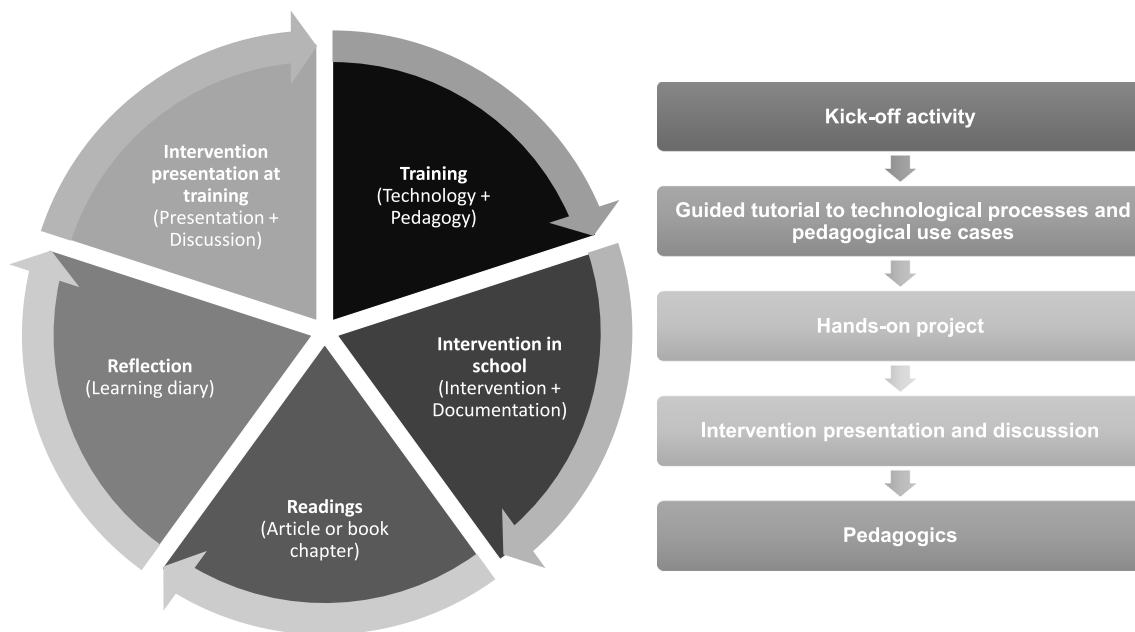 Intervention
presentation at
training
(Presentation +
Discussion)
Training
(Technology +
Pedagogy)
Intervention in
school
(Intervention +
Documentation)
Readings
(Article or book
chapter)
Reflection
(Learning diary)
Kick-off activity
Guided tutorial to technological processes and
pedagogical use cases
Hands-on project
Intervention presentation and discussion
Pedagogics